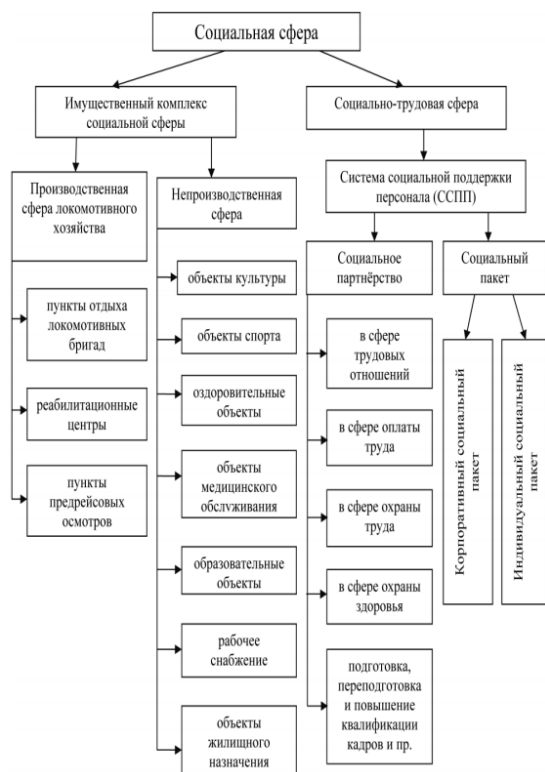 Социальная сфера
Имущественный комплекс
социальной сферы
Социально-трудовая сфера
Производственная
сфера локомотивного
хозяйства
Непроизводственная
сфера
Система социальной поддержки
персонала (ССПП)
Социальное
партнёрство
Социальный
пакет
пункты отдыха
локомотивных
бригад
реабилитационные
центры
пункты
предрейсовых
осмотров
объекты культуры
объекты спорта
оздоровительные
объекты
объекты
медицинского
обслуживания
образовательные
объекты
рабочее
снабжение
объекты
жилищного
назначения
в сфере
трудовых
отношений
в сфере оплаты
труда
в сфере охраны
труда
в сфере охраны
здоровья
подготовка,
переподготовка
и повышение
квалификации
кадров и пр.
Корпоративный социальный
пакет
Индивидуальный социальный
пакет